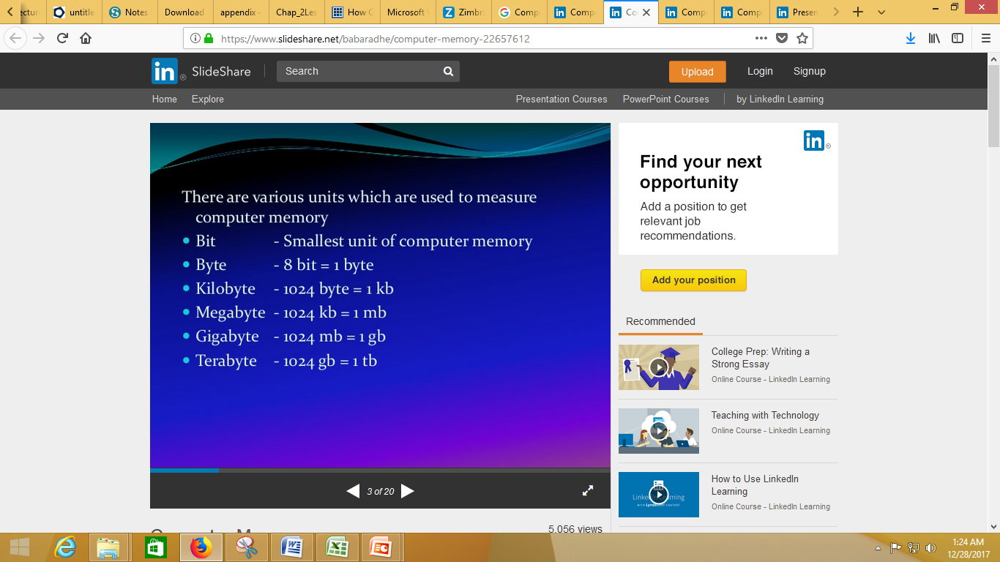 ectur
untitle
Notes
Download
appendix -
Chap_2Les
How C
Microsoft
Zimbra
Comp
Comp
Co
Comp
Comp
Presen
https://www.slideshare.net/babaradhe/computer-memory-22657612
in ® SlideShare
Search
Upload
Login
Signup
Home
Explore
Presentation Courses
PowerPoint Courses
by LinkedIn Learning
There are various units which are used to measure
computer memory
• Bit - Smallest unit of computer memory
• Byte - 8 bit = 1 byte
• Kilobyte - 1024 byte = 1 kb
• Megabyte - 1024 kb = 1 mb
• Gigabyte - 1024 mb = 1 gb
• Terabyte - 1024 gb = 1 tb
3 of 20
5,056 views
in ®
Find your next
opportunity
Add a position to get
relevant job
recommendations.
Add your position
Recommended
College Prep: Writing a
Strong Essay
Online Course - LinkedIn Learning
Teaching with Technology
Online Course - LinkedIn Learning
How to Use LinkedIn
Learning
Online Course - LinkedIn Learning
1:24 AM
12/28/2017